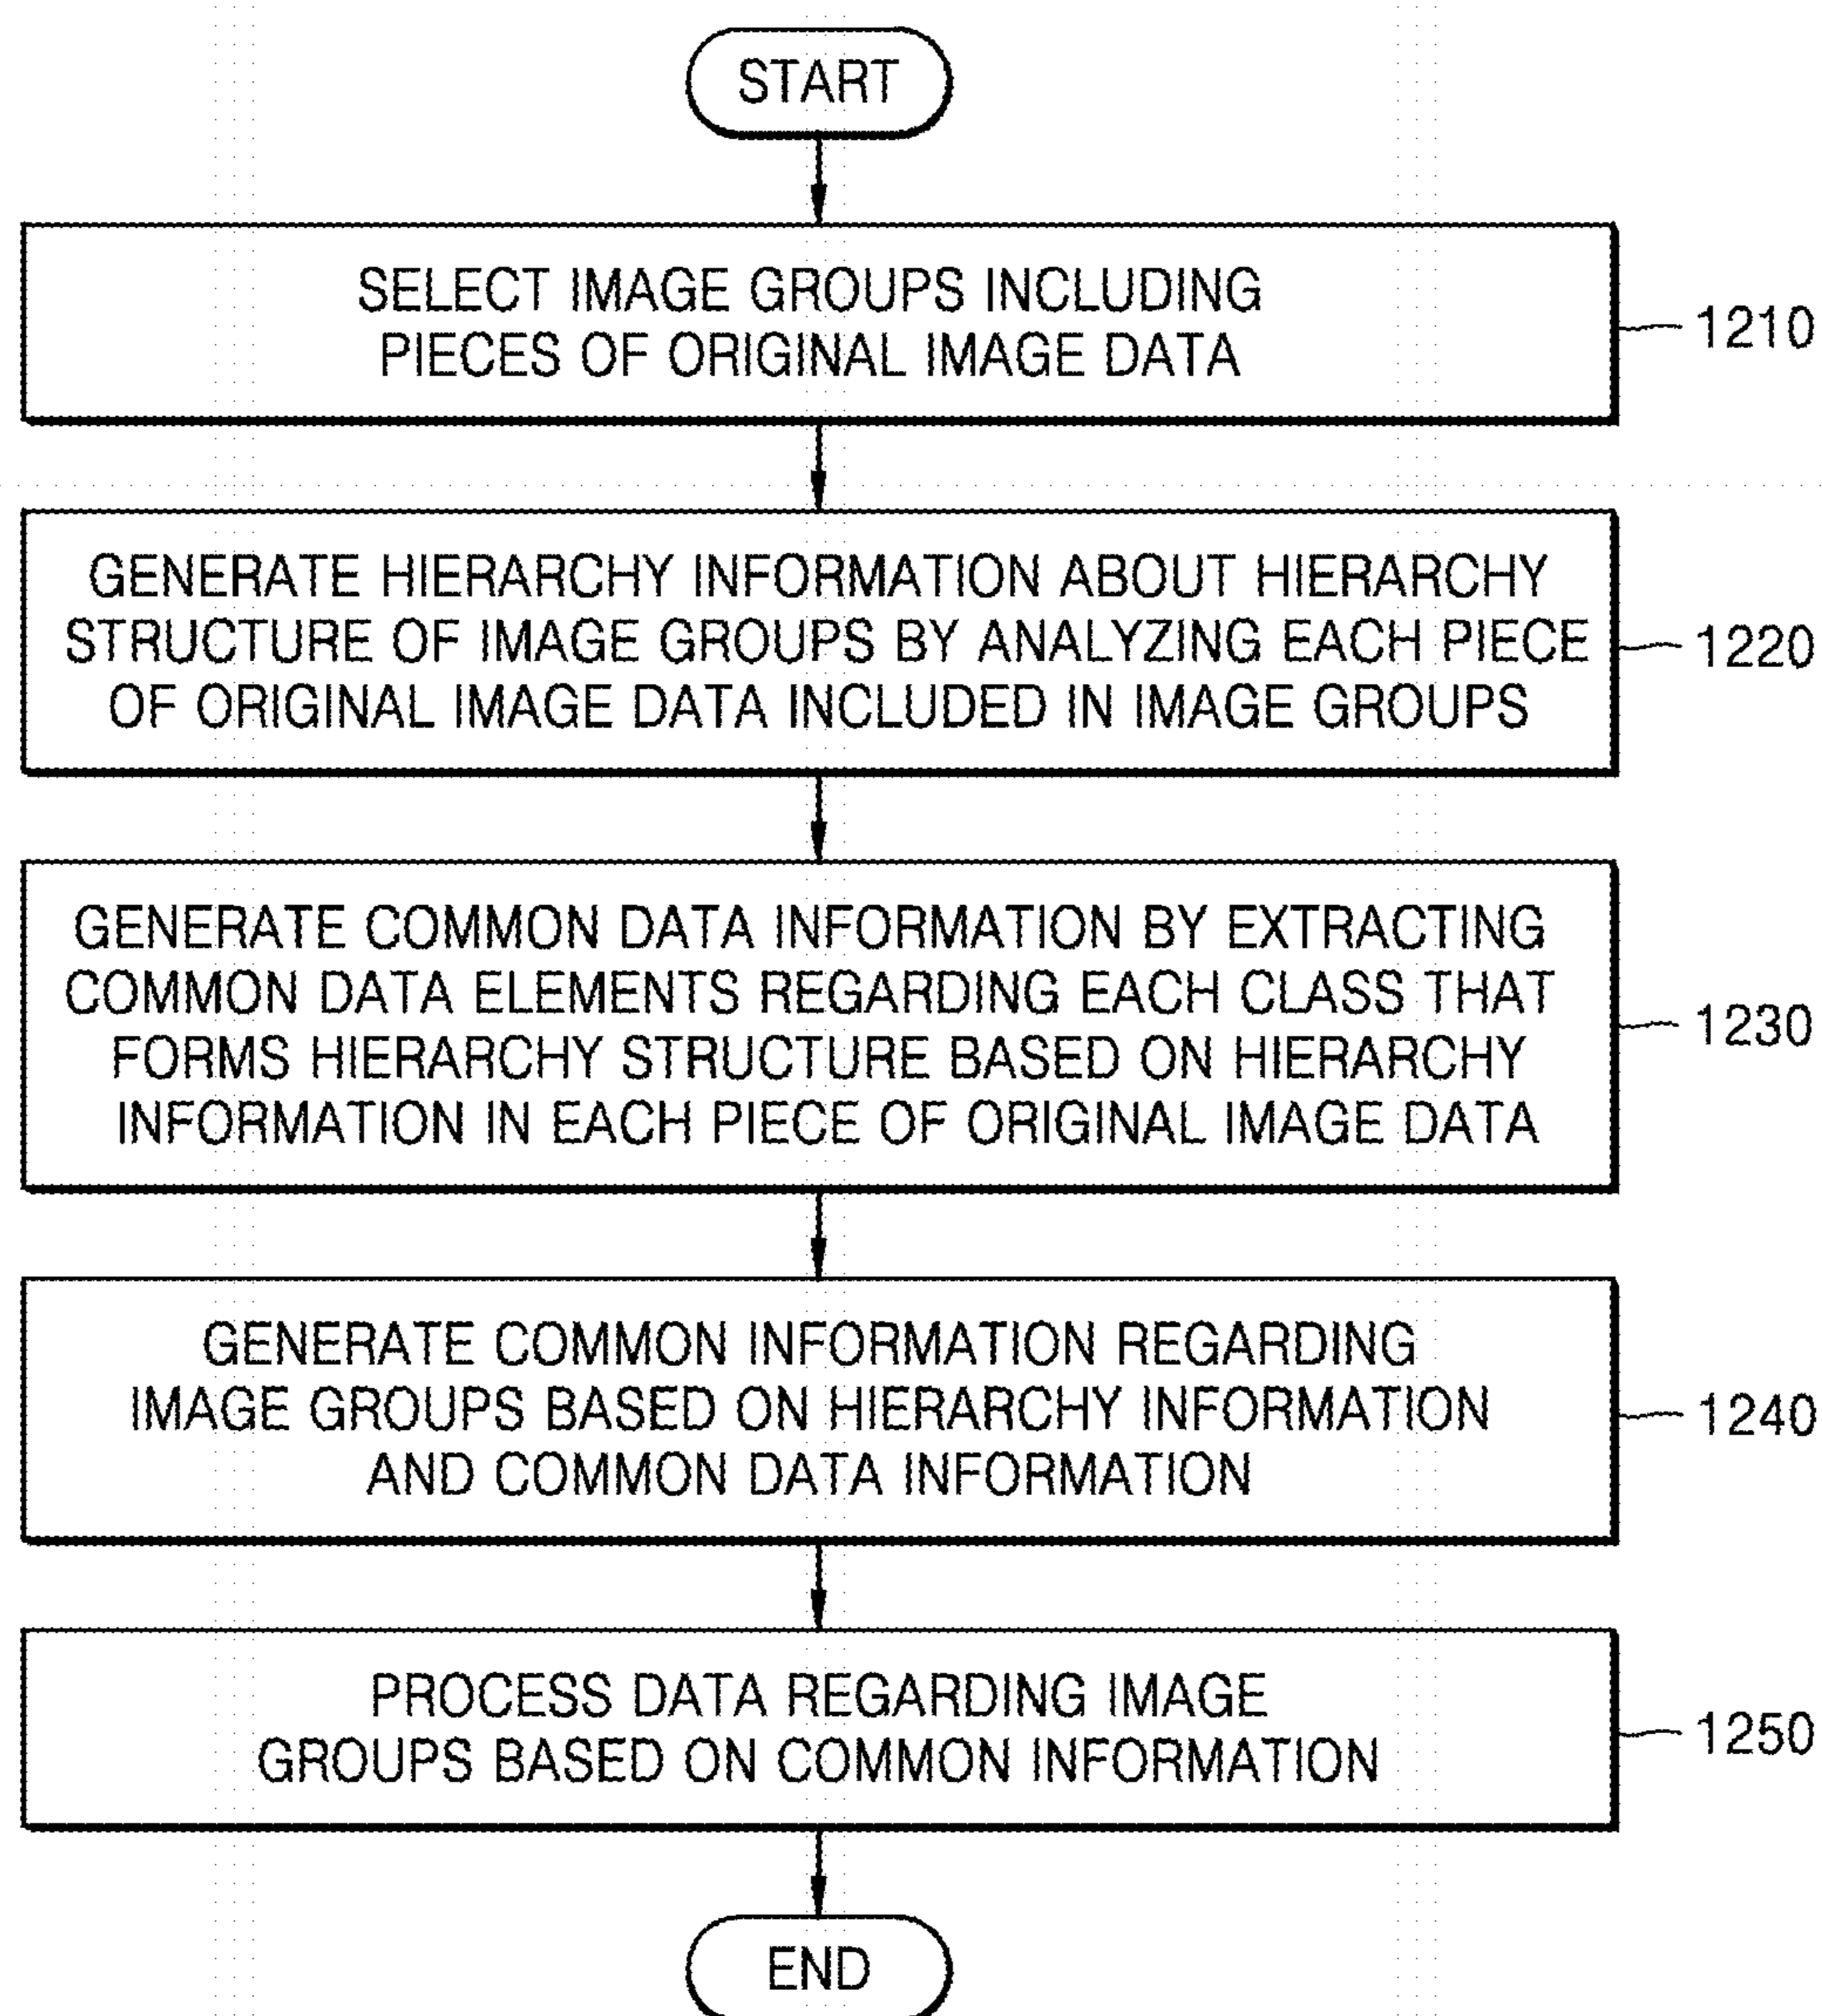 START
SELECT IMAGE GROUPS INCLUDING
PIECES OF ORIGINAL IMAGE DATA
1210
GENERATE HIERARCHY INFORMATION ABOUT HIERARCHY
STRUCTURE OF IMAGE GROUPS BY ANALYZING EACH PIECE
OF ORIGINAL IMAGE DATA INCLUDED IN IMAGE GROUPS
1220
GENERATE COMMON DATA INFORMATION BY EXTRACTING
COMMON DATA ELEMENTS REGARDING EACH CLASS THAT
FORMS HIERARCHY STRUCTURE BASED ON HIERARCHY
INFORMATION IN EACH PIECE OF ORIGINAL IMAGE DATA
1230
GENERATE COMMON INFORMATION REGARDING
IMAGE GROUPS BASED ON HIERARCHY INFORMATION
AND COMMON DATA INFORMATION
1240
PROCESS DATA REGARDING IMAGE
GROUPS BASED ON COMMON INFORMATION
1250
END